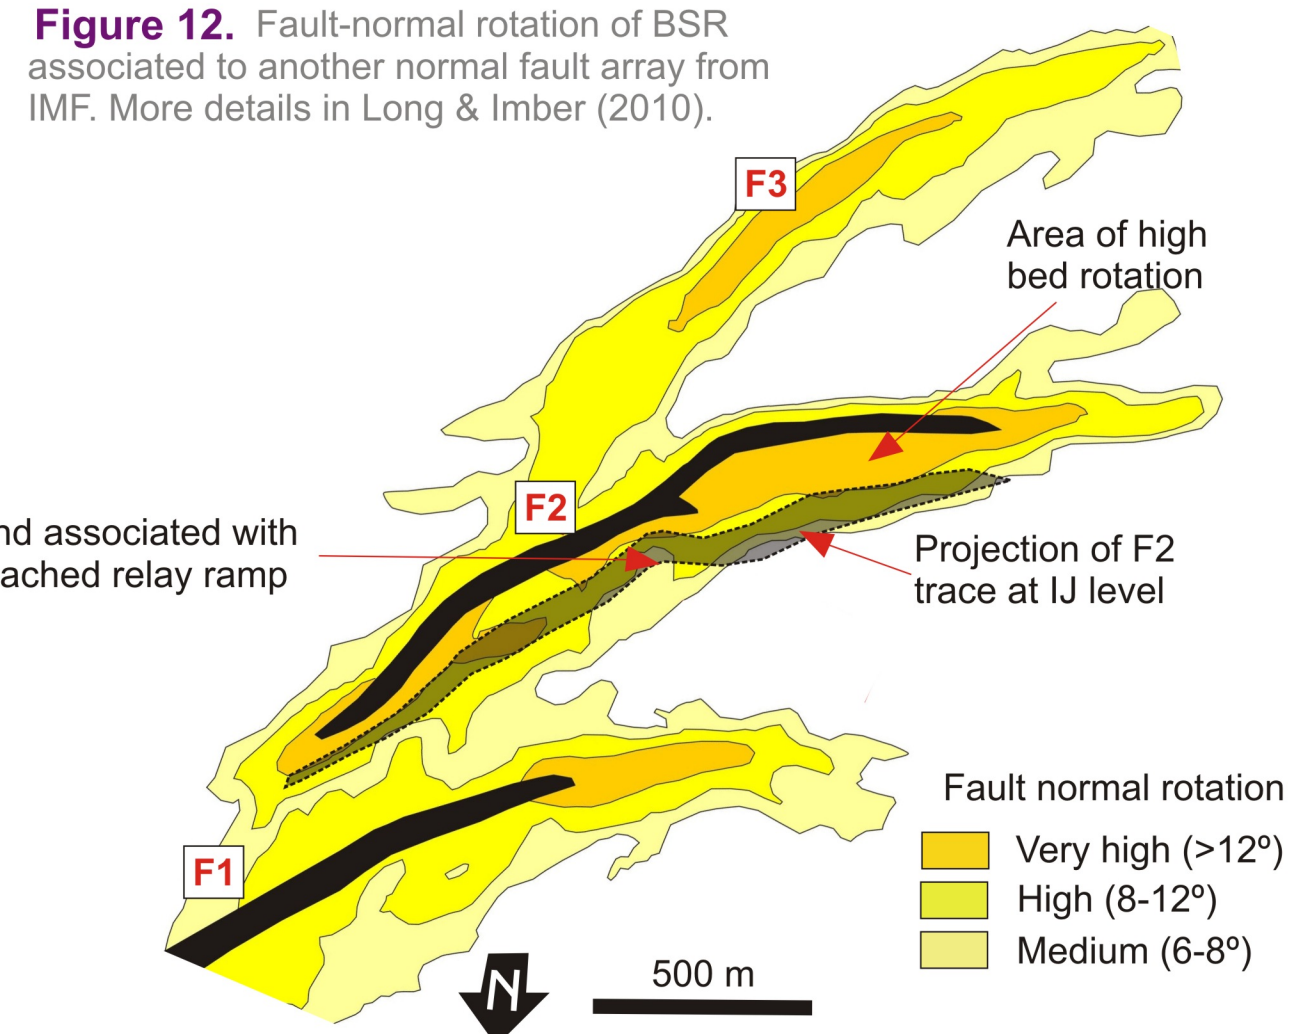 Figure 12. Fault-normal rotation of BSR
associated to another normal fault array from
IMF. More details in Long & Imber (2010).
F3
Area of high
bed rotation
F2
nd associated with
ached relay ramp
Projection of F2
trace at IJ level
F1
Fault normal rotation
Very high (>12º)
High (8-12º)
Medium (6-8º)
N
500 m